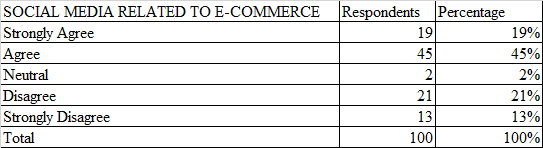 SOCIAL MEDIA RELATED TO E-COMMERCE Respondents Percentage
Strongly Agree 19 19%
Agree 45 45%
Neutral 2 2%
Disagree 21 21%
Strongly Disagree 13 13%
Total 100 100%